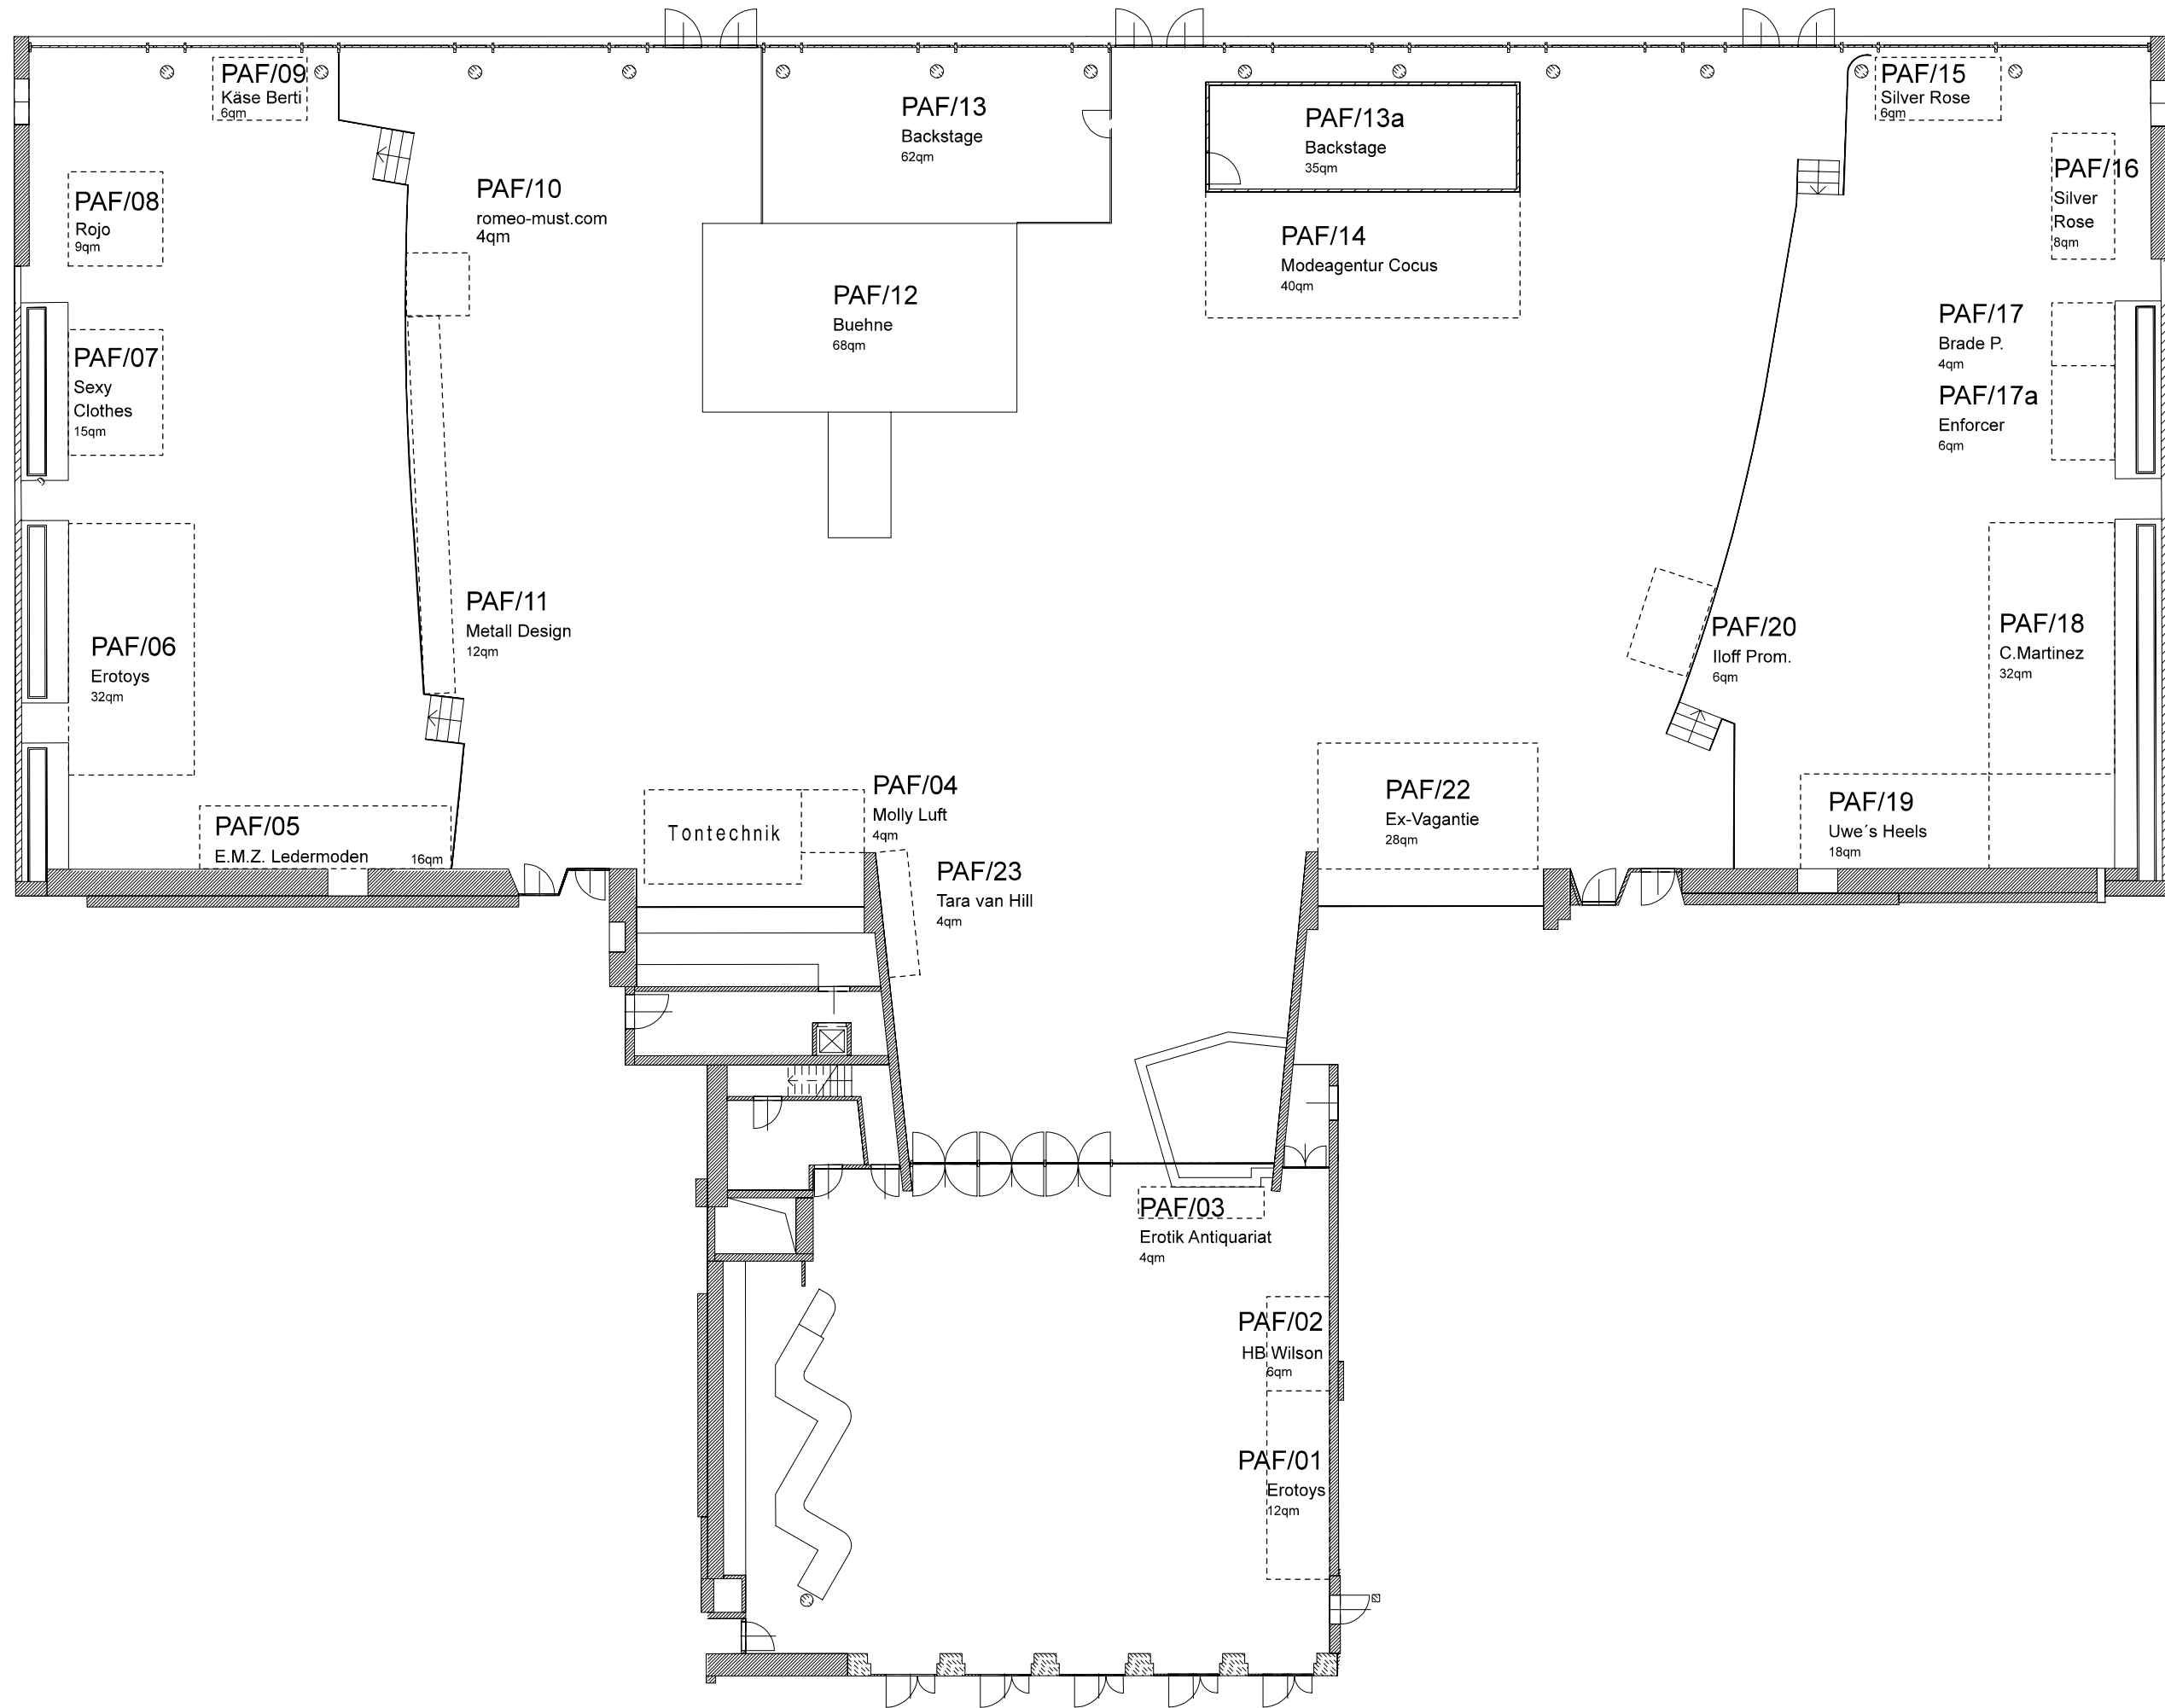 PAF/09
Käse Berti
6qm
PAF/08
Rojo
9qm
PAF/07
Sexy
Clothes
15qm
PAF/06
Erotoys
32qm
PAF/05
E.M.Z. Ledermoden
16qm
PAF/10
romeo-must.com
4qm
PAF/11
Metall Design
12qm
PAF/13
Backstage
62qm
PAF/12
Buehne
68qm
PAF/13a
Backstage
35qm
PAF/14
Modeagentur Cocus
40qm
PAF/15
Silver Rose
6qm
PAF/16
Silver
Rose
8qm
PAF/17
Brade P.
4qm
PAF/17a
Enforcer
6qm
PAF/18
C.Martinez
32qm
PAF/20
Iloff Prom.
6qm
PAF/19
Uwe´s Heels
18qm
PAF/22
Ex-Vagantie
28qm
Tontechnik
PAF/04
Molly Luft
4qm
PAF/23
Tara van Hill
4qm
PAF/03
Erotik Antiquariat
4qm
PAF/02
HB Wilson
6qm
PAF/01
Erotoys
12qm